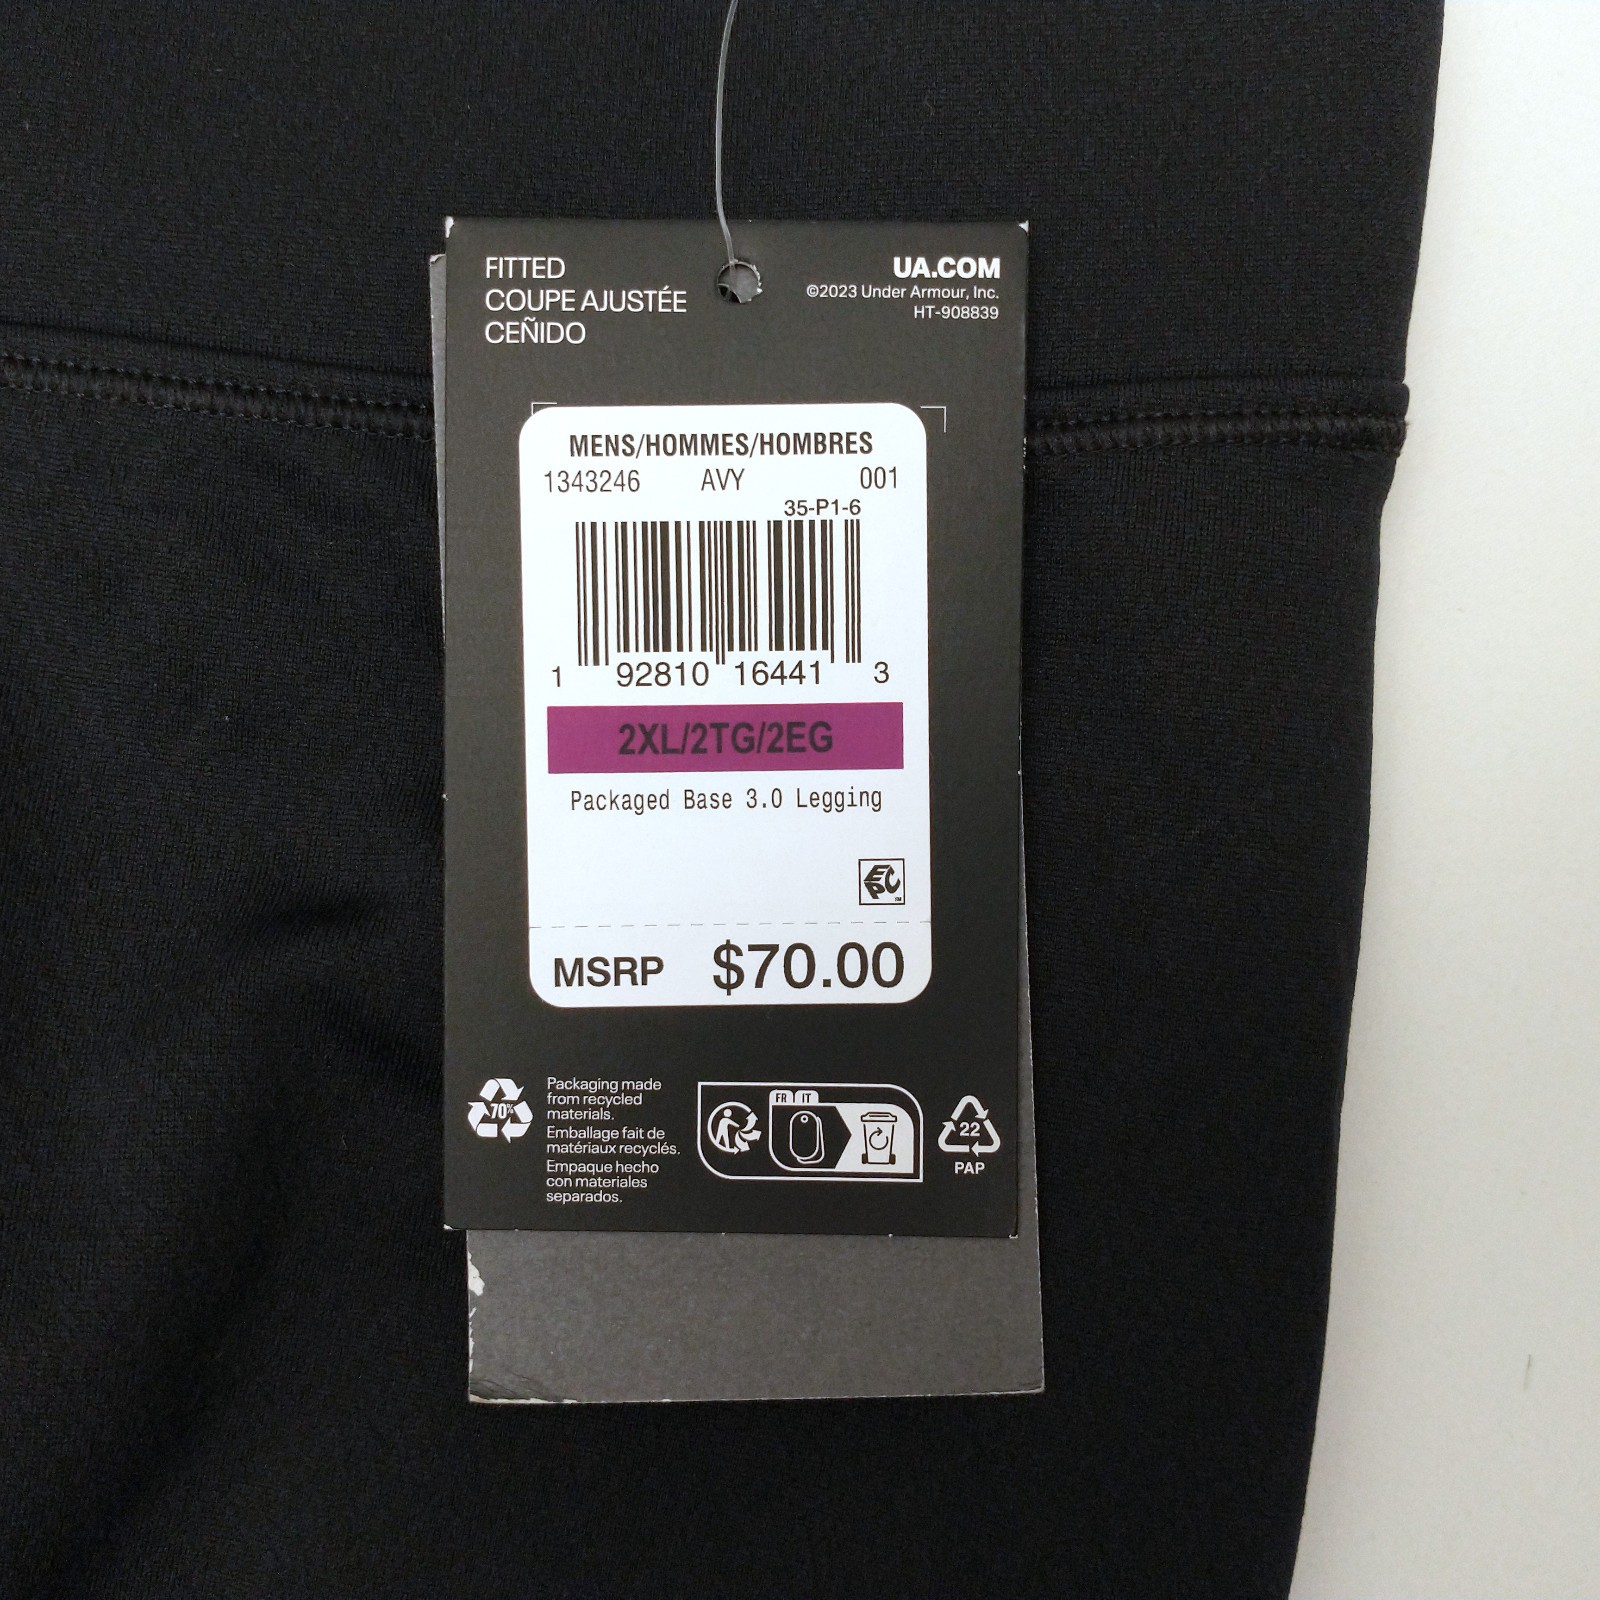 FITTED
COUPE AJUSTÉE
CEÑIDO
UA.COM
©2023 Under Armour, Inc.
HT-908839
MENS/HOMMES/HOMBRES
1343246 AVY 001
35-P1-6
1 92810 16441 3
2XL/2TG/2EG
Packaged Base 3.0 Legging
EPC
TM
MSRP $70.00
70%
Packaging made
from recycled
materials.
Emballage fait de
matériaux recyclés.
Empaque hecho
con materiales
separados.
FR IT
22
PAP